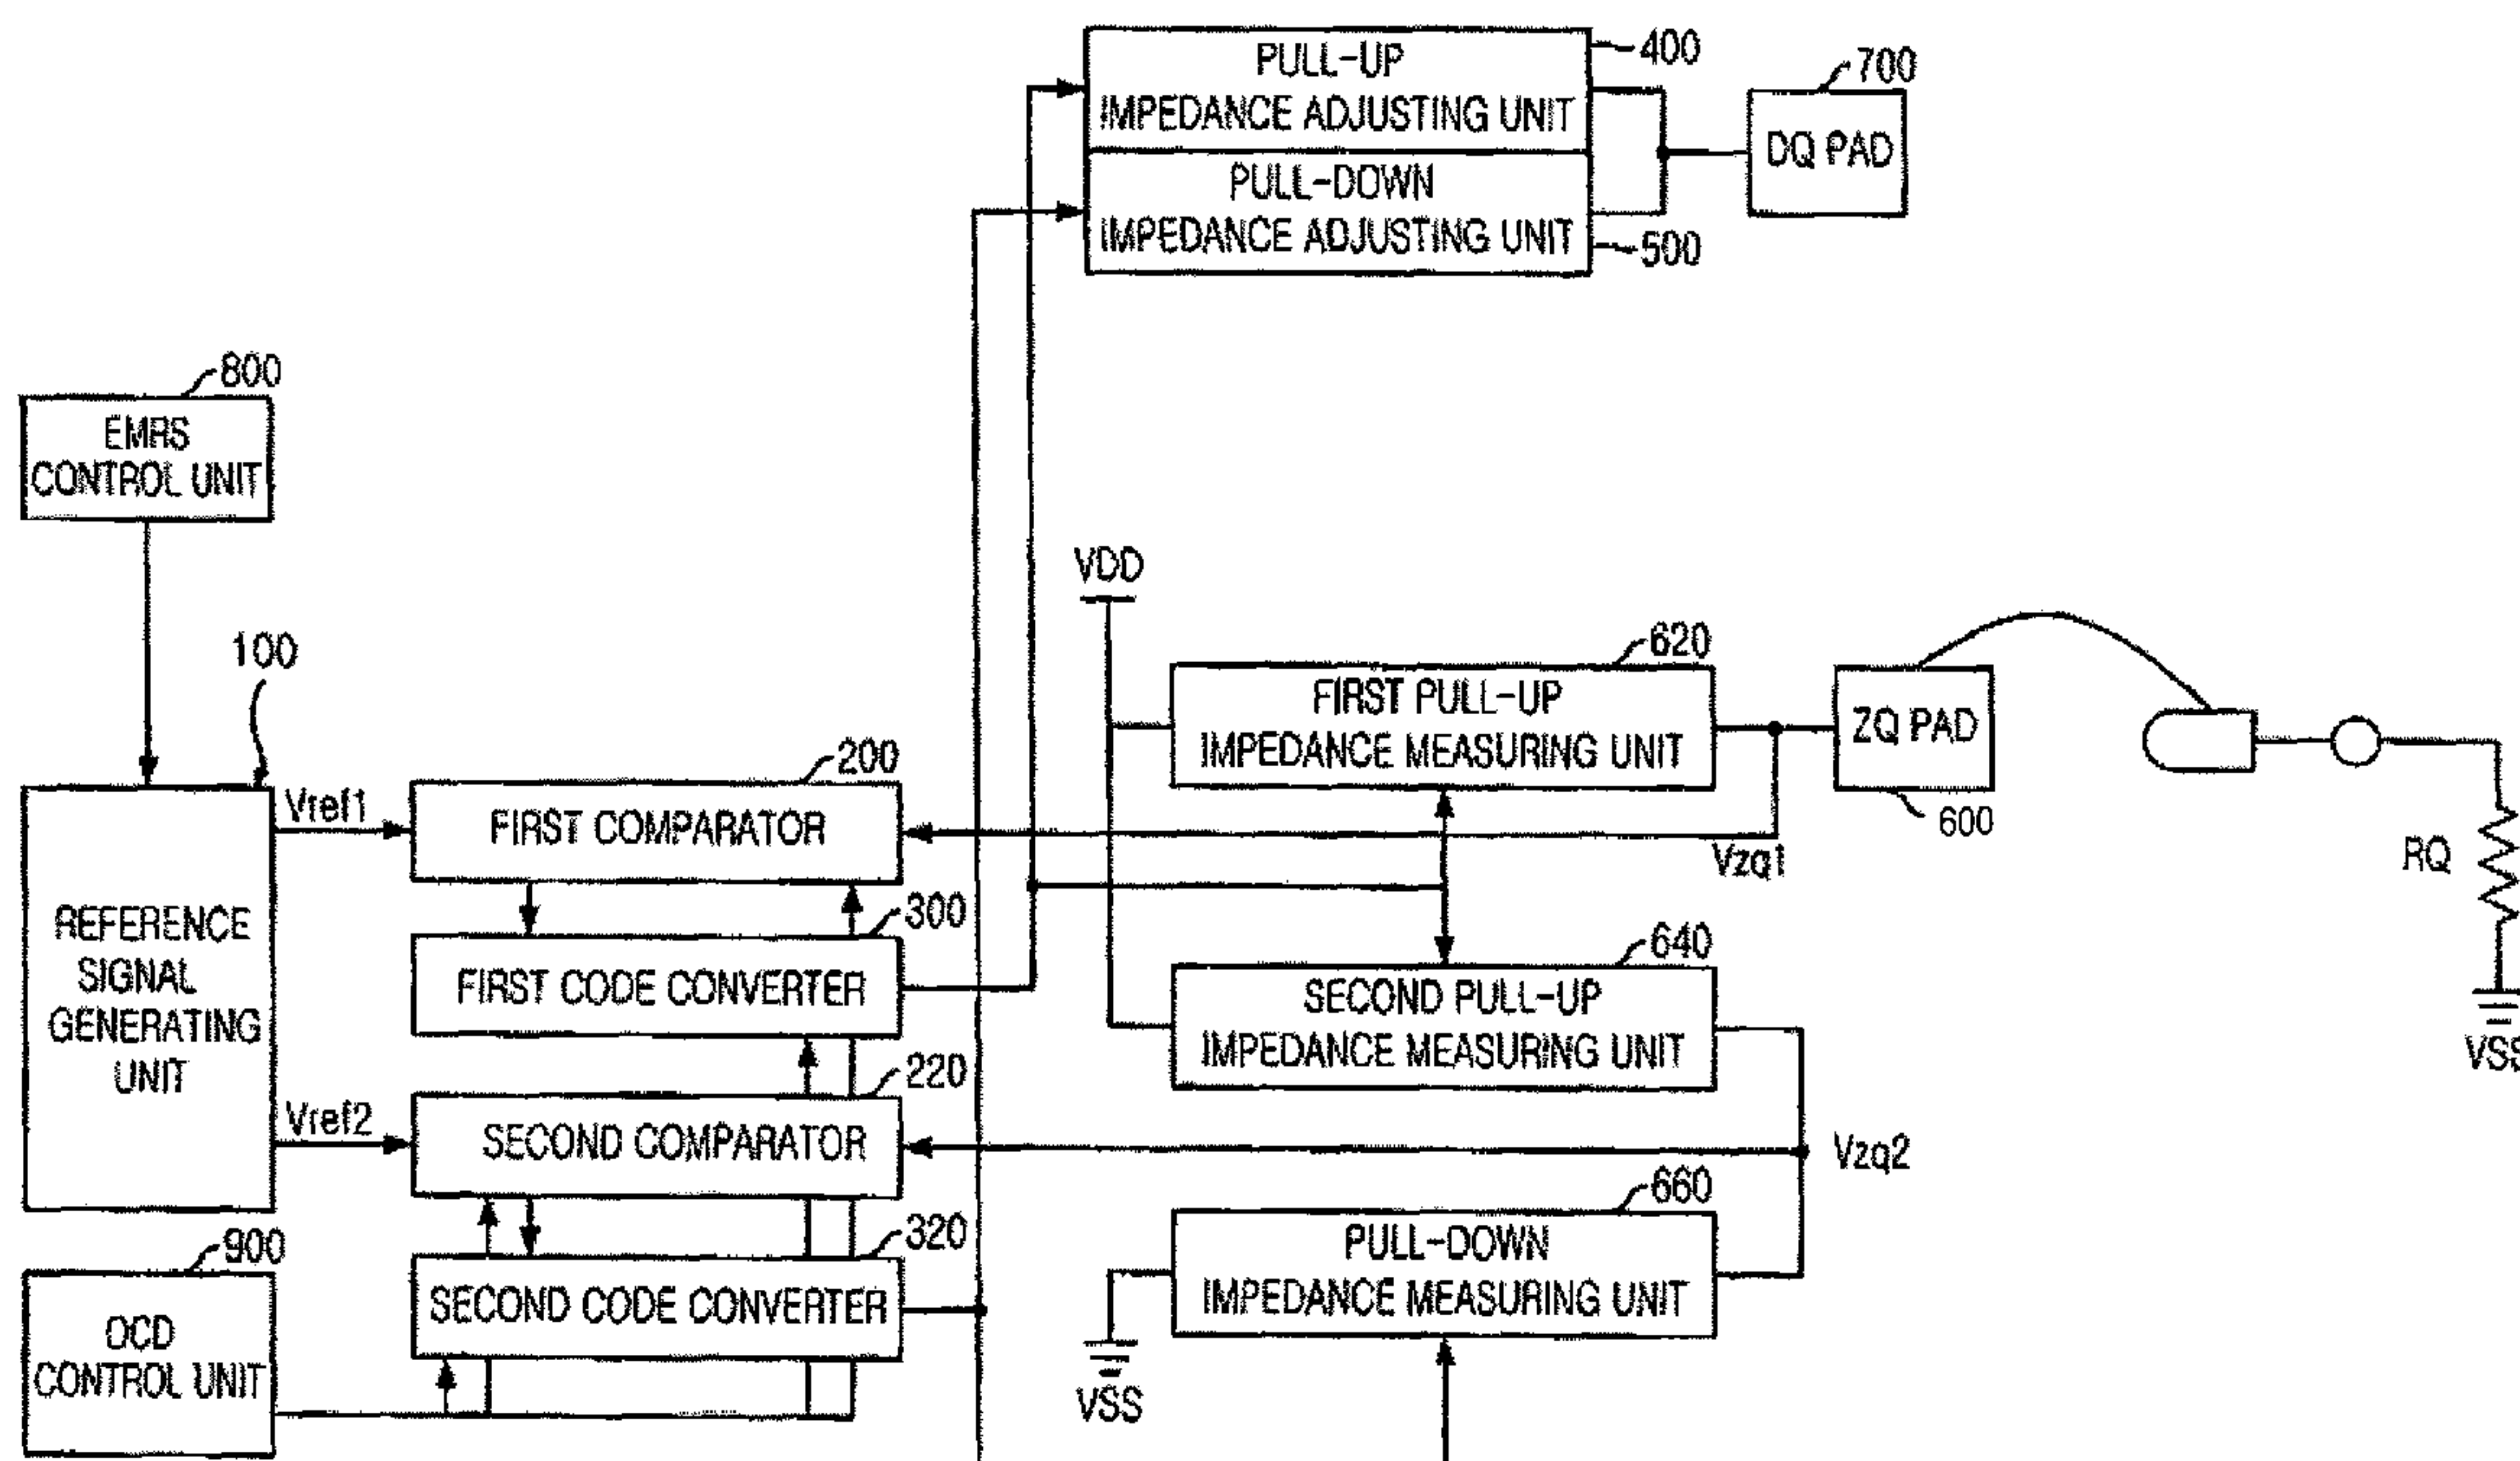 PULL-UP
IMPEDANCE ADJUSTING UNIT
400
PULL-DOWN
IMPEDANCE ADJUSTING UNIT
500
700
DQ PAD
800
EMRS
CONTROL UNIT
100
REFERENCE
SIGNAL
GENERATING
UNIT
Vref1
Vref2
200
FIRST COMPARATOR
300
FIRST CODE CONVERTER
220
SECOND COMPARATOR
320
SECOND CODE CONVERTER
900
OCD
CONTROL UNIT
VDD
620
FIRST PULL-UP
IMPEDANCE MEASURING UNIT
ZQ PAD
600
Vzq1
RQ
VSS
640
SECOND PULL-UP
IMPEDANCE MEASURING UNIT
Vzq2
660
PULL-DOWN
IMPEDANCE MEASURING UNIT
VSS